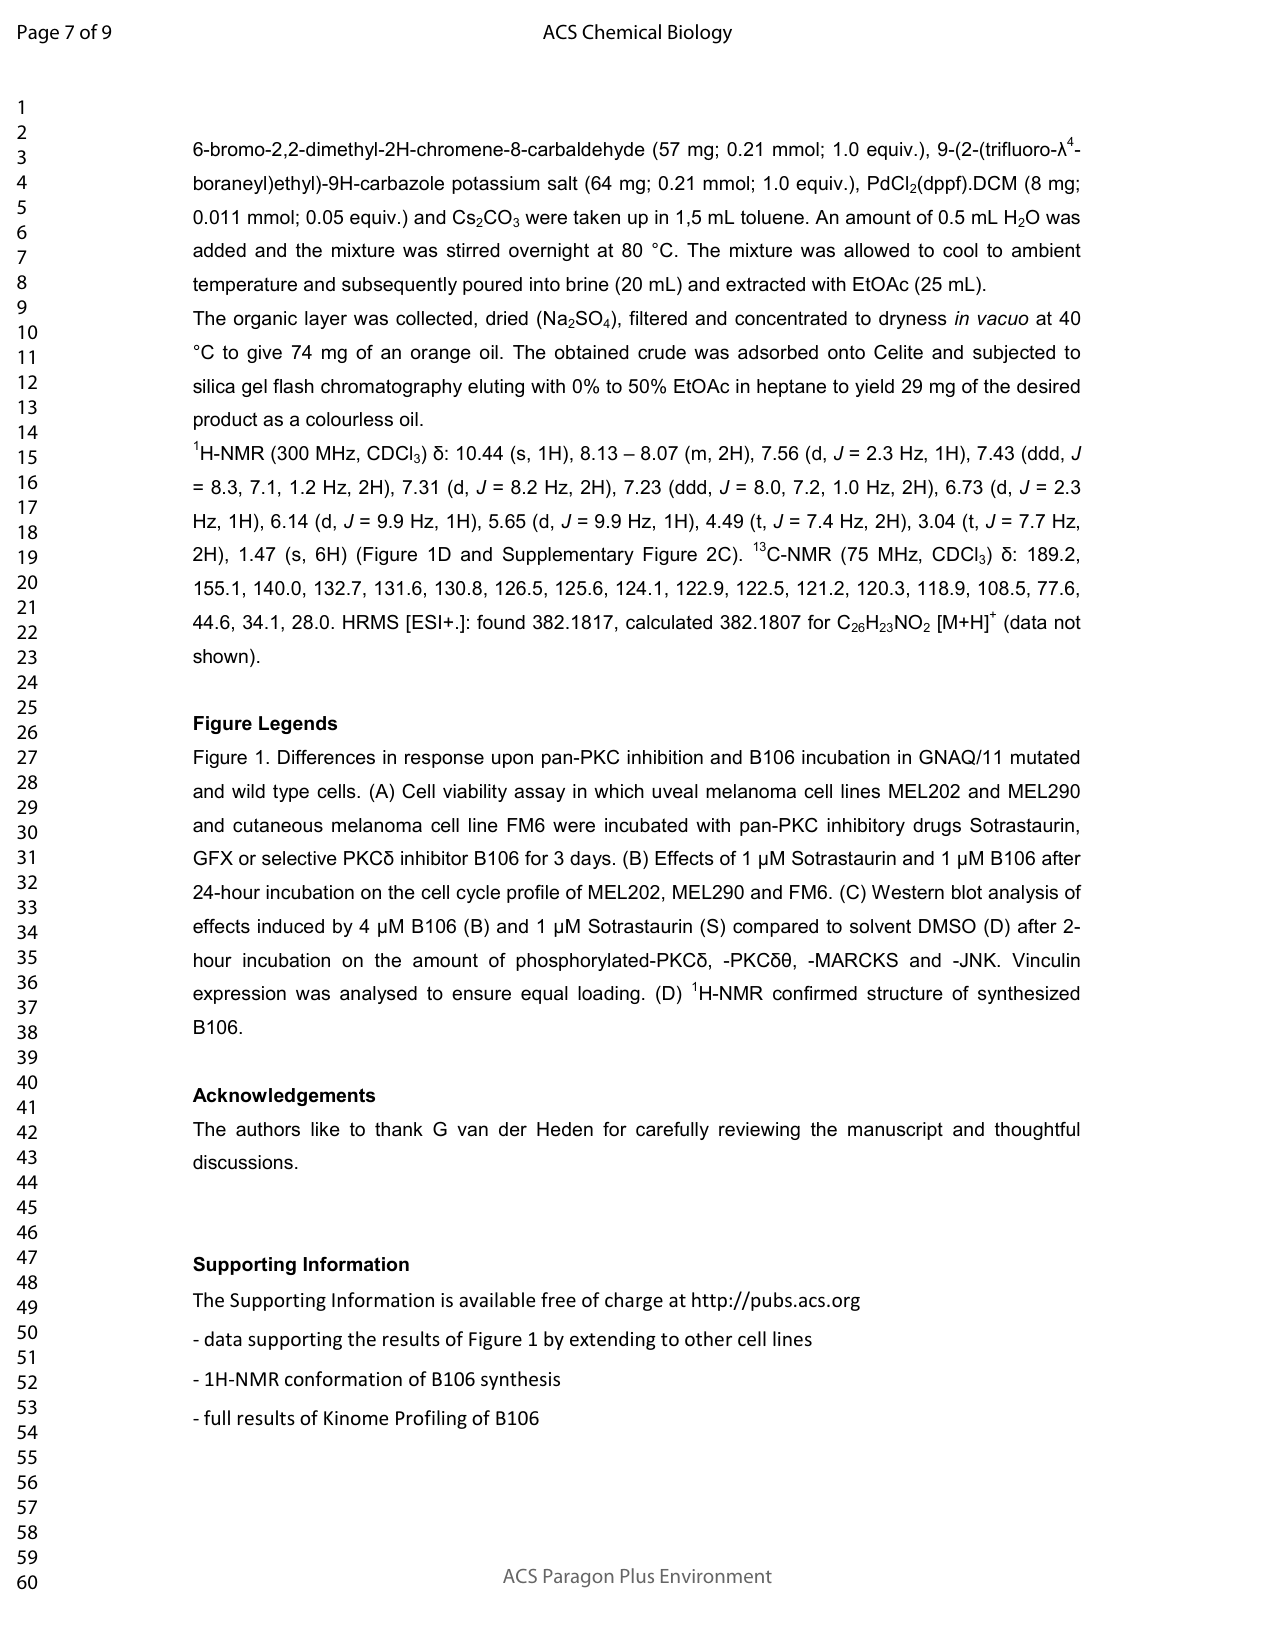 Page 7 of 9
ACS Chemical Biology
1
2
3
4
5
6
7
8
9
10
11
12
13
14
15
16
17
18
19
20
21
22
23
24
25
26
27
28
29
30
31
32
33
34
35
36
37
38
39
40
41
42
43
44
45
46
47
48
49
50
51
52
53
54
55
56
57
58
59
60
6-bromo-2,2-dimethyl-2H-chromene-8-carbaldehyde (57 mg; 0.21 mmol; 1.0 equiv.), 9-(2-(trifluoro-λ⁴-
boraneyl)ethyl)-9H-carbazole potassium salt (64 mg; 0.21 mmol; 1.0 equiv.), PdCl₂(dppf).DCM (8 mg;
0.011 mmol; 0.05 equiv.) and Cs₂CO₃ were taken up in 1,5 mL toluene. An amount of 0.5 mL H₂O was
added and the mixture was stirred overnight at 80 °C. The mixture was allowed to cool to ambient
temperature and subsequently poured into brine (20 mL) and extracted with EtOAc (25 mL).
The organic layer was collected, dried (Na₂SO₄), filtered and concentrated to dryness in vacuo at 40
°C to give 74 mg of an orange oil. The obtained crude was adsorbed onto Celite and subjected to
silica gel flash chromatography eluting with 0% to 50% EtOAc in heptane to yield 29 mg of the desired
product as a colourless oil.
¹H-NMR (300 MHz, CDCl₃) δ: 10.44 (s, 1H), 8.13 – 8.07 (m, 2H), 7.56 (d, J = 2.3 Hz, 1H), 7.43 (ddd, J
= 8.3, 7.1, 1.2 Hz, 2H), 7.31 (d, J = 8.2 Hz, 2H), 7.23 (ddd, J = 8.0, 7.2, 1.0 Hz, 2H), 6.73 (d, J = 2.3
Hz, 1H), 6.14 (d, J = 9.9 Hz, 1H), 5.65 (d, J = 9.9 Hz, 1H), 4.49 (t, J = 7.4 Hz, 2H), 3.04 (t, J = 7.7 Hz,
2H), 1.47 (s, 6H) (Figure 1D and Supplementary Figure 2C). ¹³C-NMR (75 MHz, CDCl₃) δ: 189.2,
155.1, 140.0, 132.7, 131.6, 130.8, 126.5, 125.6, 124.1, 122.9, 122.5, 121.2, 120.3, 118.9, 108.5, 77.6,
44.6, 34.1, 28.0. HRMS [ESI+.]: found 382.1817, calculated 382.1807 for C₂₆H₂₃NO₂ [M+H]⁺ (data not
shown).
Figure Legends
Figure 1. Differences in response upon pan-PKC inhibition and B106 incubation in GNAQ/11 mutated
and wild type cells. (A) Cell viability assay in which uveal melanoma cell lines MEL202 and MEL290
and cutaneous melanoma cell line FM6 were incubated with pan-PKC inhibitory drugs Sotrastaurin,
GFX or selective PKCδ inhibitor B106 for 3 days. (B) Effects of 1 µM Sotrastaurin and 1 µM B106 after
24-hour incubation on the cell cycle profile of MEL202, MEL290 and FM6. (C) Western blot analysis of
effects induced by 4 µM B106 (B) and 1 µM Sotrastaurin (S) compared to solvent DMSO (D) after 2-
hour incubation on the amount of phosphorylated-PKCδ, -PKCδθ, -MARCKS and -JNK. Vinculin
expression was analysed to ensure equal loading. (D) ¹H-NMR confirmed structure of synthesized
B106.
Acknowledgements
The authors like to thank G van der Heden for carefully reviewing the manuscript and thoughtful
discussions.
Supporting Information
The Supporting Information is available free of charge at http://pubs.acs.org
- data supporting the results of Figure 1 by extending to other cell lines
- 1H-NMR conformation of B106 synthesis
- full results of Kinome Profiling of B106
ACS Paragon Plus Environment